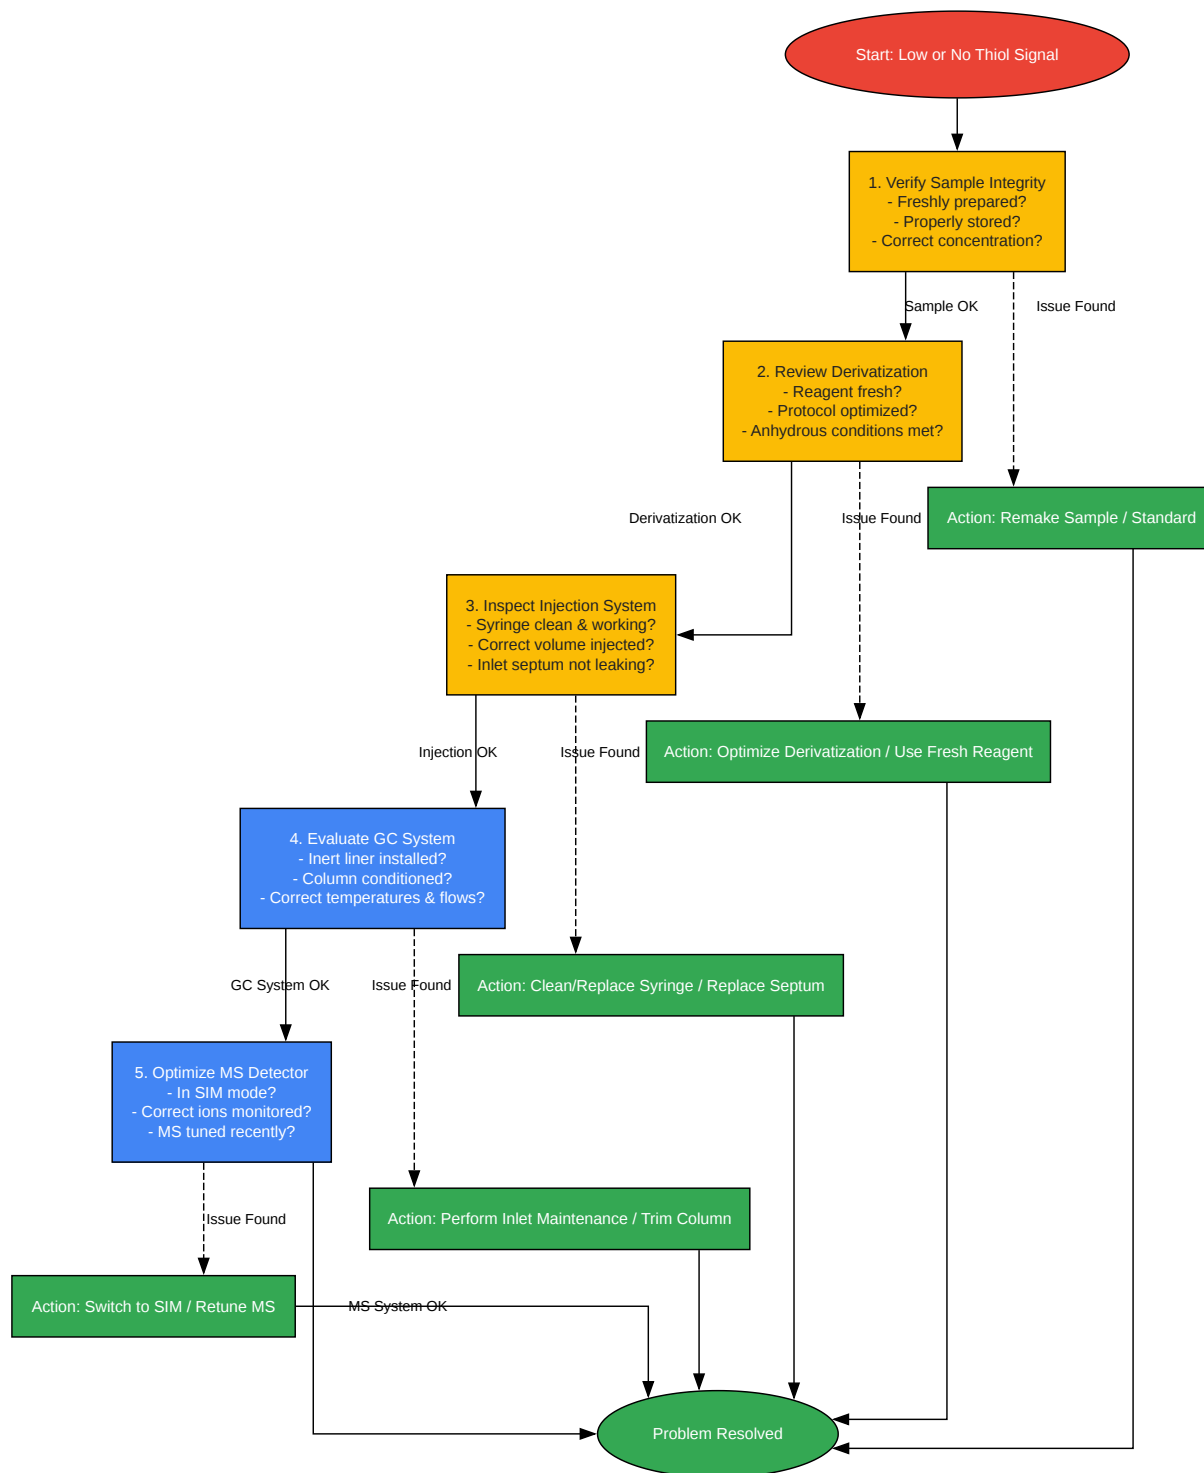 Start: Low or No Thiol Signal
1. Verify Sample Integrity
- Freshly prepared?
- Properly stored?
- Correct concentration?
Sample OK
Issue Found
2. Review Derivatization
- Reagent fresh?
- Protocol optimized?
- Anhydrous conditions met?
Derivatization OK
Issue Found
Action: Remake Sample / Standard
3. Inspect Injection System
- Syringe clean & working?
- Correct volume injected?
- Inlet septum not leaking?
Injection OK
Issue Found
Action: Optimize Derivatization / Use Fresh Reagent
4. Evaluate GC System
- Inert liner installed?
- Column conditioned?
- Correct temperatures & flows?
GC System OK
Issue Found
Action: Clean/Replace Syringe / Replace Septum
5. Optimize MS Detector
- In SIM mode?
- Correct ions monitored?
- MS tuned recently?
Issue Found
Action: Perform Inlet Maintenance / Trim Column
Action: Switch to SIM / Retune MS
MS System OK
Problem Resolved